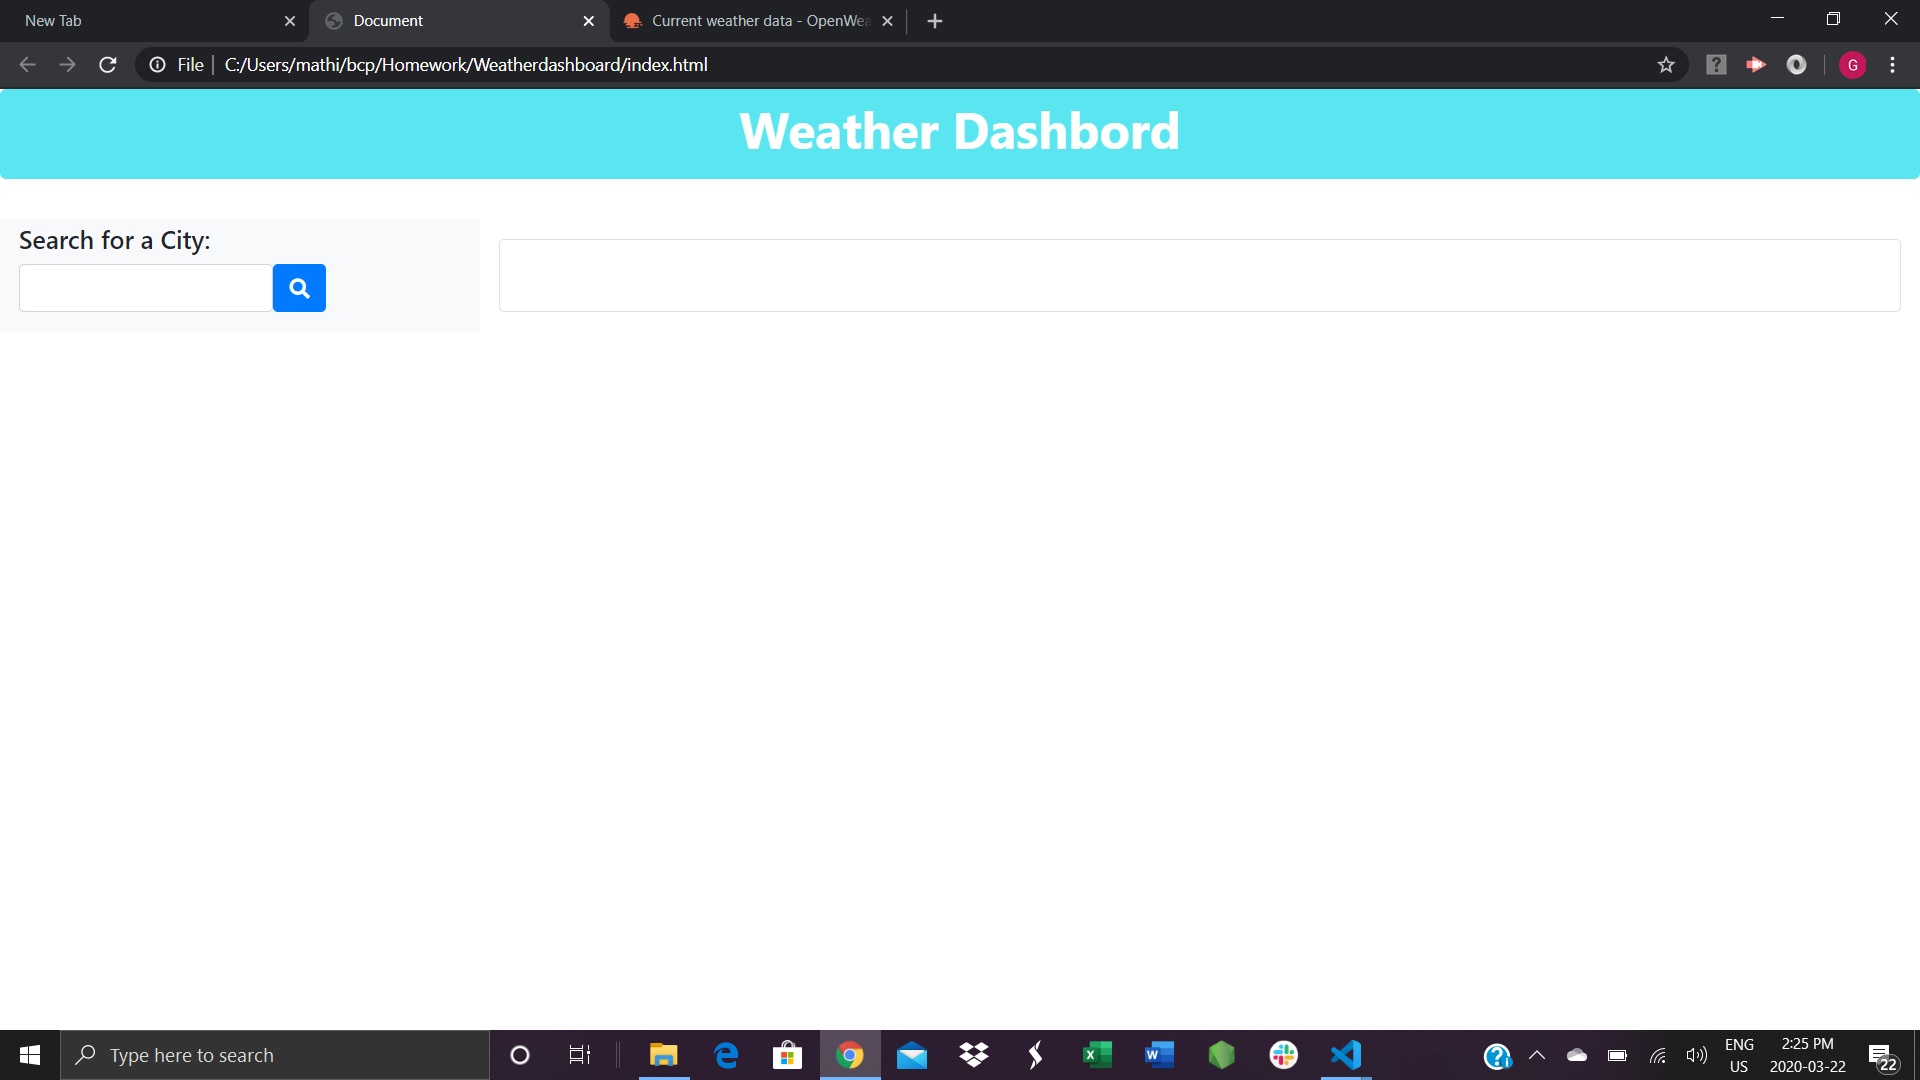 New Tab
Document
Current weather data - OpenWea
File
C:/Users/mathi/bcp/Homework/Weatherdashboard/index.html
G
Weather Dashbord
Search for a City:
Type here to search
ENG
US
2:25 PM
2020-03-22
22